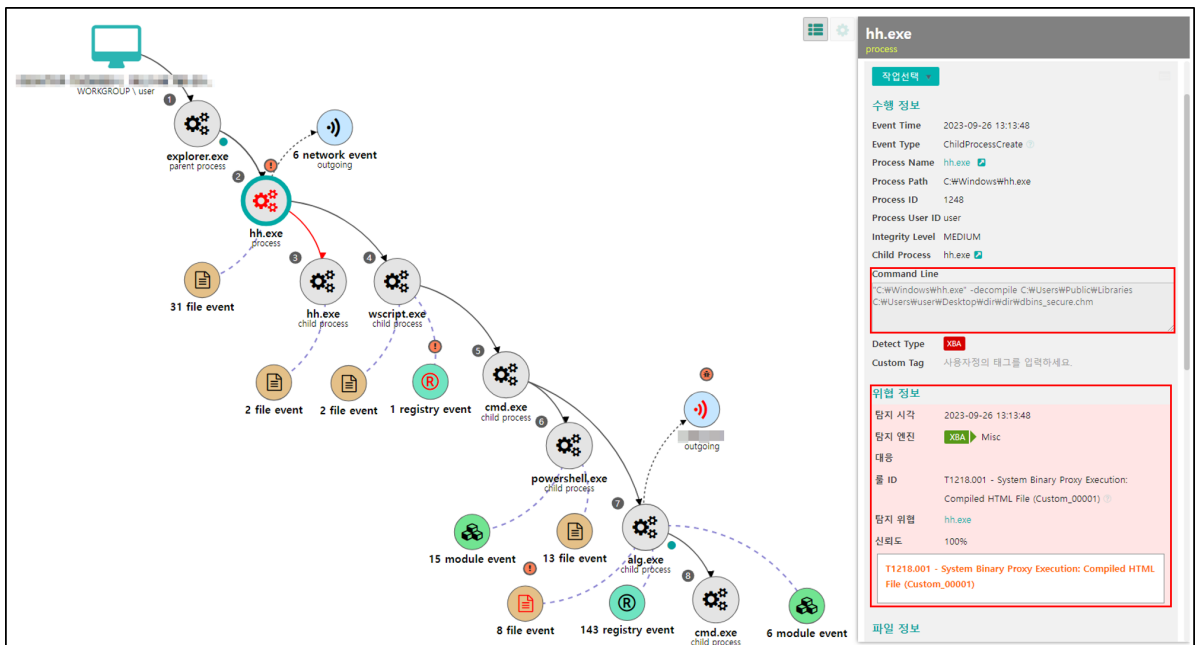 WORKGROUP \ user
1
explorer.exe
parent process
6 network event
outgoing
2
hh.exe
process
31 file event
3
hh.exe
child process
2 file event
4
wscript.exe
child process
2 file event
R
1 registry event
5
cmd.exe
child process
6
powershell.exe
child process
15 module event
13 file event
outgoing
7
alg.exe
child process
8 file event
R
143 registry event
8
cmd.exe
child process
6 module event
hh.exe
process
작업선택
수행 정보
Event Time 2023-09-26 13:13:48
Event Type ChildProcessCreate
Process Name hh.exe
Process Path C:₩Windows₩hh.exe
Process ID 1248
Process User ID user
Integrity Level MEDIUM
Child Process hh.exe
Command Line
"C:₩Windows₩hh.exe" -decompile C:₩Users₩Public₩Libraries
C:₩Users₩user₩Desktop₩dir₩dir₩dbins_secure.chm
Detect Type XBA
Custom Tag 사용자정의 태그를 입력하세요.
위협 정보
탐지 시각 2023-09-26 13:13:48
탐지 엔진 XBA Misc
대응
룰 ID T1218.001 - System Binary Proxy Execution:
Compiled HTML File (Custom_00001)
탐지 위협 hh.exe
신뢰도 100%
T1218.001 - System Binary Proxy Execution: Compiled HTML
File (Custom_00001)
파일 정보